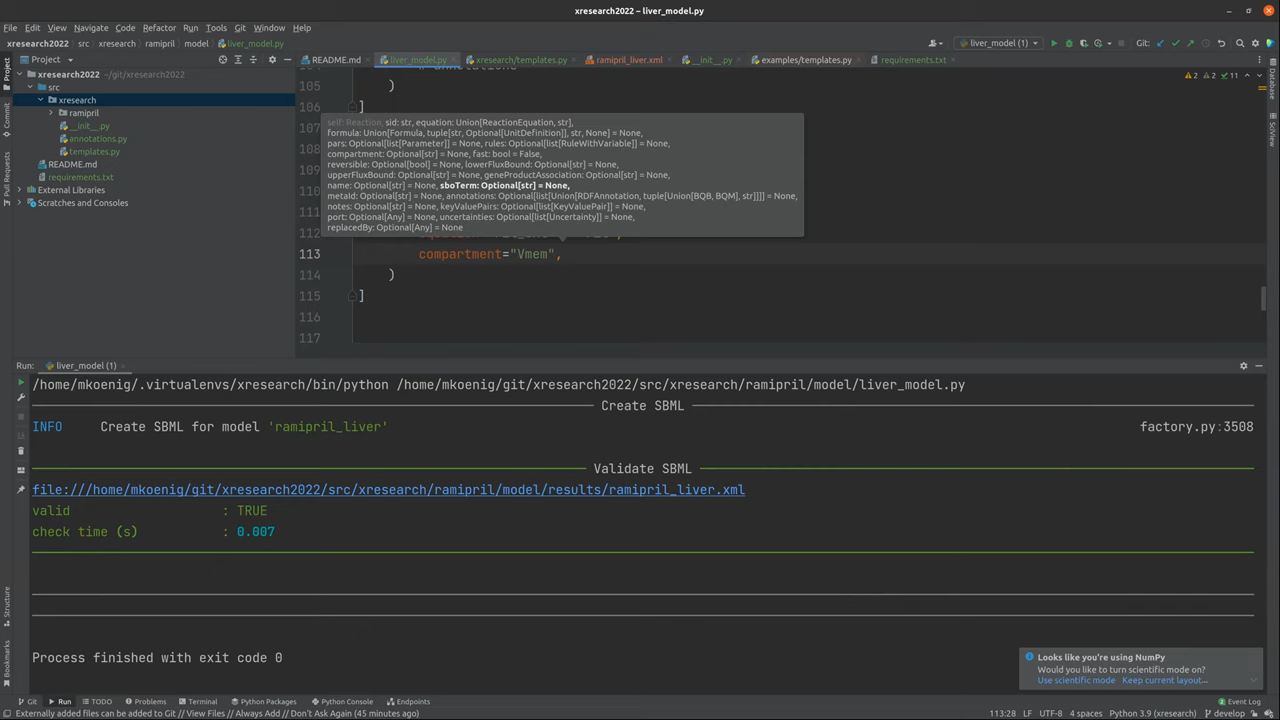 xresearch2022 – liver_model.py
File Edit View Navigate Code Refactor Run Tools Git Window Help
xresearch2022 src xresearch ramipril model liver_model.py
liver_model (1)
Git:
Project
README.md liver_model.py xresearch/templates.py ramipril_liver.xml __init__.py examples/templates.py requirements.txt
xresearch2022
src
xresearch
ramipril
__init__.py
annotations.py
templates.py
README.md
requirements.txt
External Libraries
Scratches and Consoles
2 2 11
105 )
106 ]
107
108
109
110
111
112
113 compartment="Vmem",
114 )
115 ]
116
117
self: Reaction, sid: str, equation: Union[ReactionEquation, str],
formula: Union[Formula, tuple[str, Optional[UnitDefinition]], str, None] = None,
pars: Optional[list[Parameter]] = None, rules: Optional[list[RuleWithVariable]] = None,
compartment: Optional[str] = None, fast: bool = False,
reversible: Optional[bool] = None, lowerFluxBound: Optional[str] = None,
upperFluxBound: Optional[str] = None, geneProductAssociation: Optional[str] = None,
name: Optional[str] = None, sboTerm: Optional[str] = None,
metaId: Optional[str] = None, annotations: Optional[list[Union[RDFAnnotation, tuple[Union[BQB, BQM], str]]]] = None,
notes: Optional[str] = None, keyValuePairs: Optional[list[KeyValuePair]] = None,
port: Optional[Any] = None, uncertainties: Optional[list[Uncertainty]] = None,
replacedBy: Optional[Any] = None
Run: liver_model (1)
/home/mkoenig/.virtualenvs/xresearch/bin/python /home/mkoenig/git/xresearch2022/src/xresearch/ramipril/model/liver_model.py
Create SBML
INFO Create SBML for model 'ramipril_liver' factory.py:3508
Validate SBML
file:///home/mkoenig/git/xresearch2022/src/xresearch/ramipril/model/results/ramipril_liver.xml
valid : TRUE
check time (s) : 0.007
Process finished with exit code 0
Looks like you're using NumPy
Would you like to turn scientific mode on?
Use scientific mode Keep current layout...
Project
Commit
Pull Requests
Structure
Bookmarks
Database
SciView
Git Run TODO Problems Terminal Python Packages Python Console Endpoints Event Log
Externally added files can be added to Git // View Files // Always Add // Don't Ask Again (45 minutes ago)
113:28 LF UTF-8 4 spaces Python 3.9 (xresearch) develop